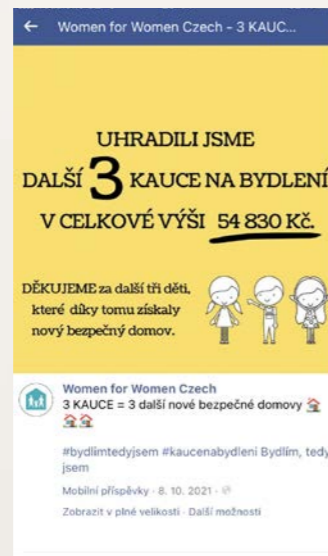 ← Women for Women Czech – 3 KAUC...
UHRADILI JSME
DALŠÍ 3 KAUCE NA BYDLENÍ
V CELKOVÉ VÝŠI 54 830 Kč.
DĚKUJEME za další tři děti,
které díky tomu získaly
nový bezpečný domov.
Women for Women Czech
3 KAUCE = 3 další nové bezpečné domovy 🏠
🏠🏠
#bydlimtedyjsem #kaucenabydleni Bydlím, tedy
jsem
Mobilní příspěvky · 8. 10. 2021 ·
Zobrazit v plné velikosti · Další možnosti